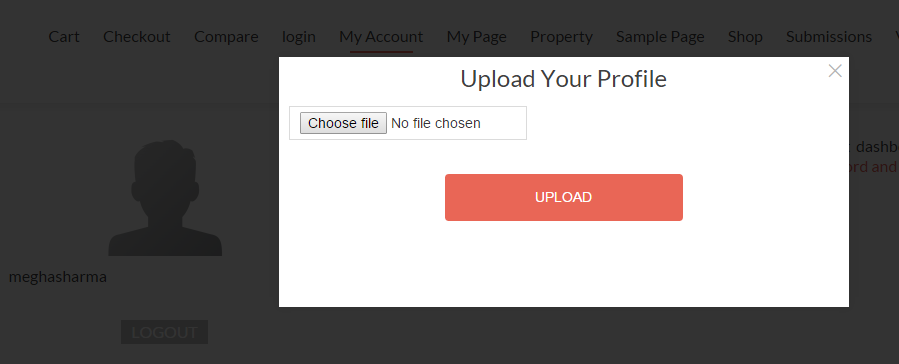 Cart Checkout Compare login My Account My Page Property Sample Page Shop Submissions
Upload Your Profile
Choose file No file chosen
UPLOAD
dashb
ord and
meghasharma
LOGOUT